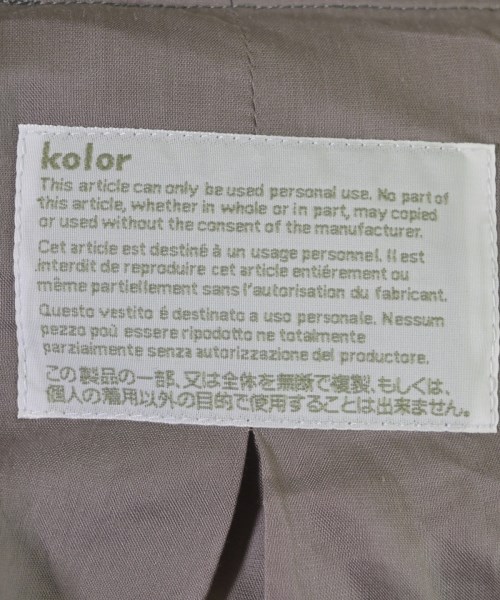 kolor
This article can only be used personal use. No part of
this article, whether in whole or in part, may copied
or used without the consent of the manufacturer.
Cet article est destiné à un usage personnel. Il est
interdit de reproduire cet article entiérement ou
même partiellement sans l'autorisation du fabricant.
Questo vestito é destinato a uso personale. Nessum
pezzo poù essere ripodotto ne totalmente
parzialmente senza autorizzazione del productore.
この製品の一部、又は全体を無断で複製、もしくは、
個人の着用以外の目的で使用することは出来ません。